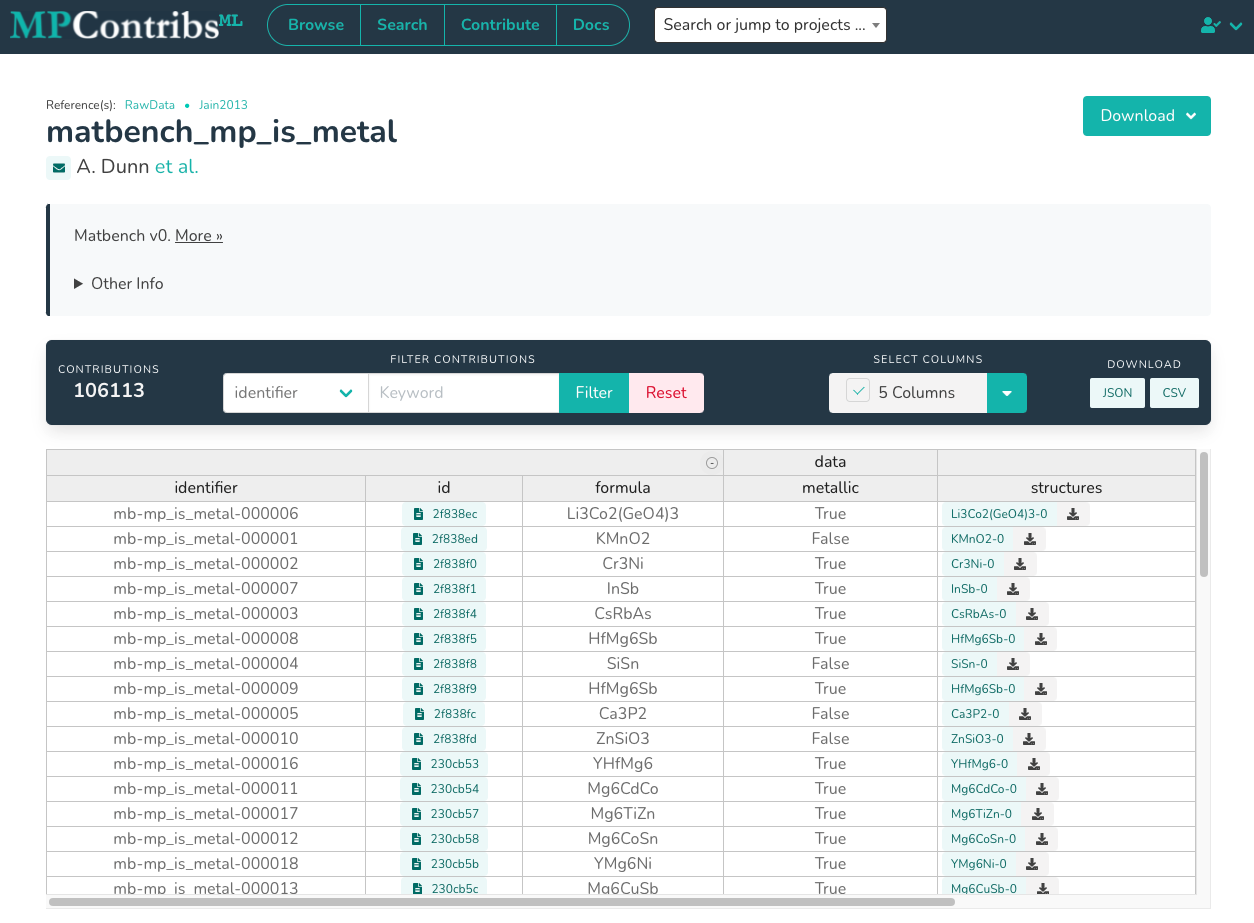 MPContribsML Browse Search Contribute Docs Search or jump to projects ...
Reference(s): RawData • Jain2013
matbench_mp_is_metal
Download
A. Dunn et al.
Matbench v0. More »
Other Info
CONTRIBUTIONS
106113
FILTER CONTRIBUTIONS
identifier Keyword Filter Reset
SELECT COLUMNS
5 Columns
DOWNLOAD
JSON CSV
data
identifier id formula metallic structures
mb-mp_is_metal-000006 2f838ec Li3Co2(GeO4)3 True Li3Co2(GeO4)3-0
mb-mp_is_metal-000001 2f838ed KMnO2 False KMnO2-0
mb-mp_is_metal-000002 2f838f0 Cr3Ni True Cr3Ni-0
mb-mp_is_metal-000007 2f838f1 InSb True InSb-0
mb-mp_is_metal-000003 2f838f4 CsRbAs True CsRbAs-0
mb-mp_is_metal-000008 2f838f5 HfMg6Sb True HfMg6Sb-0
mb-mp_is_metal-000004 2f838f8 SiSn False SiSn-0
mb-mp_is_metal-000009 2f838f9 HfMg6Sb True HfMg6Sb-0
mb-mp_is_metal-000005 2f838fc Ca3P2 False Ca3P2-0
mb-mp_is_metal-000010 2f838fd ZnSiO3 False ZnSiO3-0
mb-mp_is_metal-000016 230cb53 YHfMg6 True YHfMg6-0
mb-mp_is_metal-000011 230cb54 Mg6CdCo True Mg6CdCo-0
mb-mp_is_metal-000017 230cb57 Mg6TiZn True Mg6TiZn-0
mb-mp_is_metal-000012 230cb58 Mg6CoSn True Mg6CoSn-0
mb-mp_is_metal-000018 230cb5b YMg6Ni True YMg6Ni-0
mb-mp_is_metal-000013 230cb5c Mg6CuSb True Mg6CuSb-0